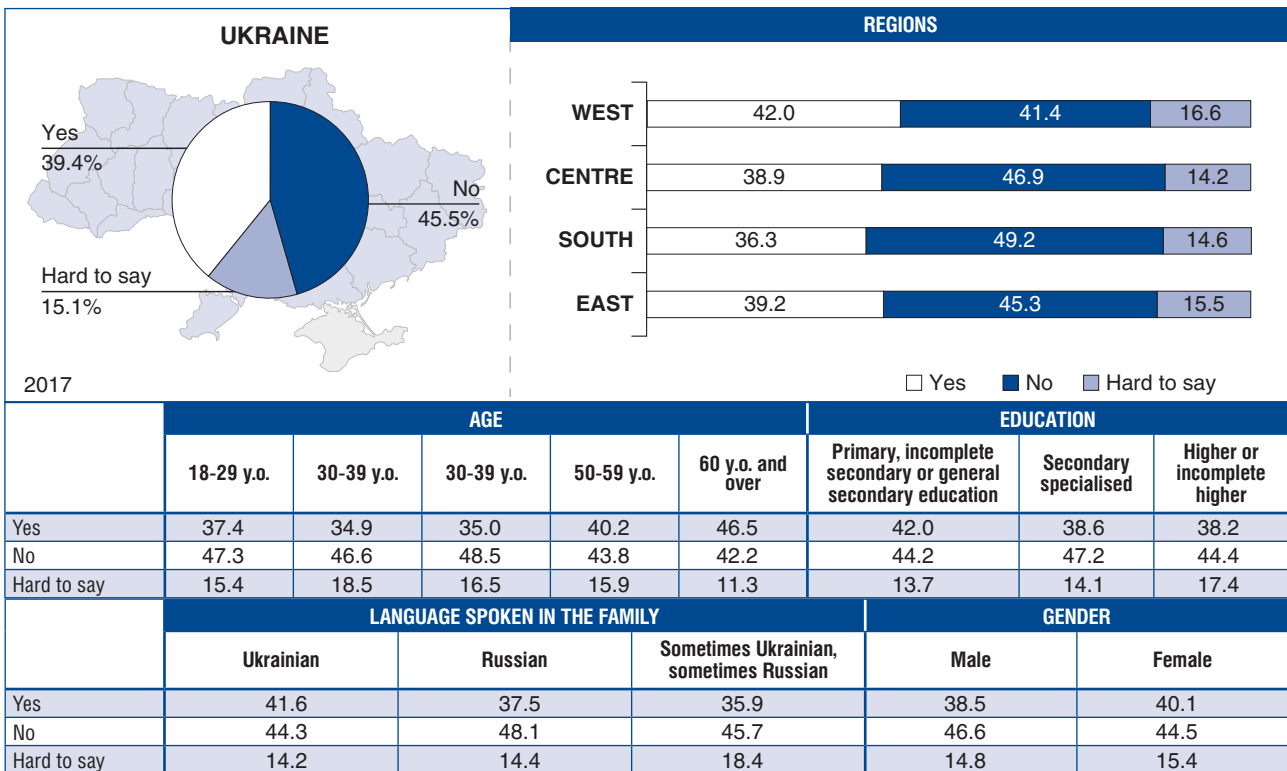 UKRAINE
Yes
39.4%
No
45.5%
Hard to say
15.1%
2017
REGIONS
WEST 42.0 41.4 16.6
CENTRE 38.9 46.9 14.2
SOUTH 36.3 49.2 14.6
EAST 39.2 45.3 15.5
Yes No Hard to say
AGE EDUCATION
18-29 y.o. 30-39 y.o. 30-39 y.o. 50-59 y.o. 60 y.o. and over Primary, incomplete secondary or general secondary education Secondary specialised Higher or incomplete higher
Yes 37.4 34.9 35.0 40.2 46.5 42.0 38.6 38.2
No 47.3 46.6 48.5 43.8 42.2 44.2 47.2 44.4
Hard to say 15.4 18.5 16.5 15.9 11.3 13.7 14.1 17.4
LANGUAGE SPOKEN IN THE FAMILY GENDER
Ukrainian Russian Sometimes Ukrainian, sometimes Russian Male Female
Yes 41.6 37.5 35.9 38.5 40.1
No 44.3 48.1 45.7 46.6 44.5
Hard to say 14.2 14.4 18.4 14.8 15.4